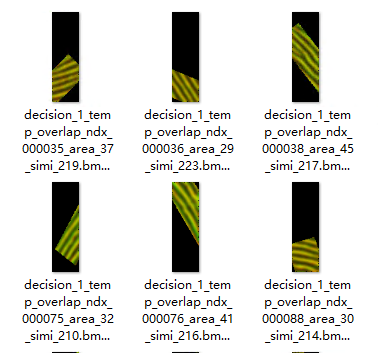 decision_1_tem
p_overlap_ndx_
000035_area_37
_simi_219.bm...
decision_1_tem
p_overlap_ndx_
000036_area_29
_simi_223.bm...
decision_1_tem
p_overlap_ndx_
000038_area_45
_simi_217.bm...
decision_1_tem
p_overlap_ndx_
000075_area_32
_simi_210.bm...
decision_1_tem
p_overlap_ndx_
000076_area_41
_simi_216.bm...
decision_1_tem
p_overlap_ndx_
000088_area_30
_simi_214.bm...